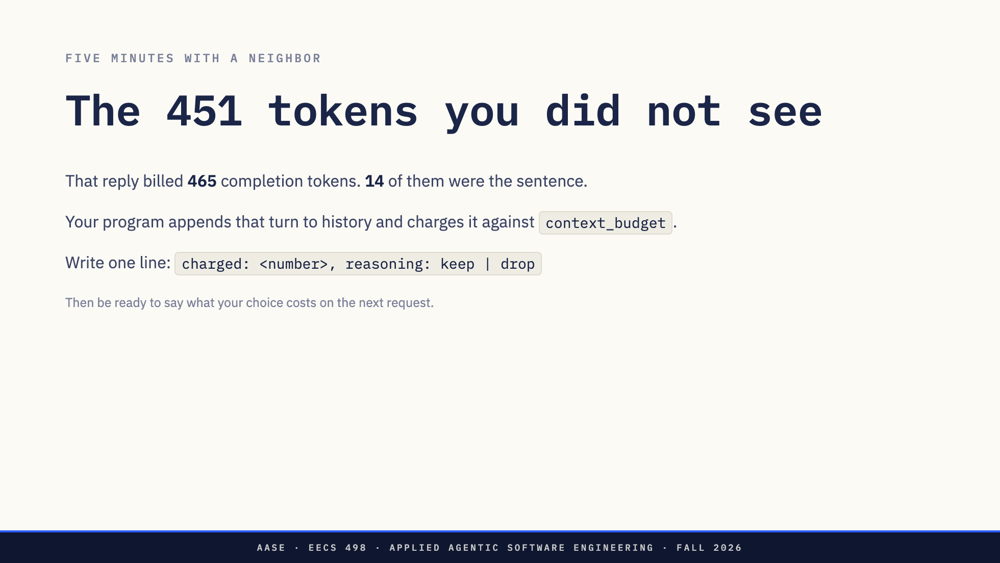 FIVE MINUTES WITH A NEIGHBOR
The 451 tokens you did not see
That reply billed 465 completion tokens. 14 of them were the sentence.
Your program appends that turn to history and charges it against context_budget.
Write one line: charged: <number>, reasoning: keep | drop
Then be ready to say what your choice costs on the next request.
AASE · EECS 498 · APPLIED AGENTIC SOFTWARE ENGINEERING · FALL 2026